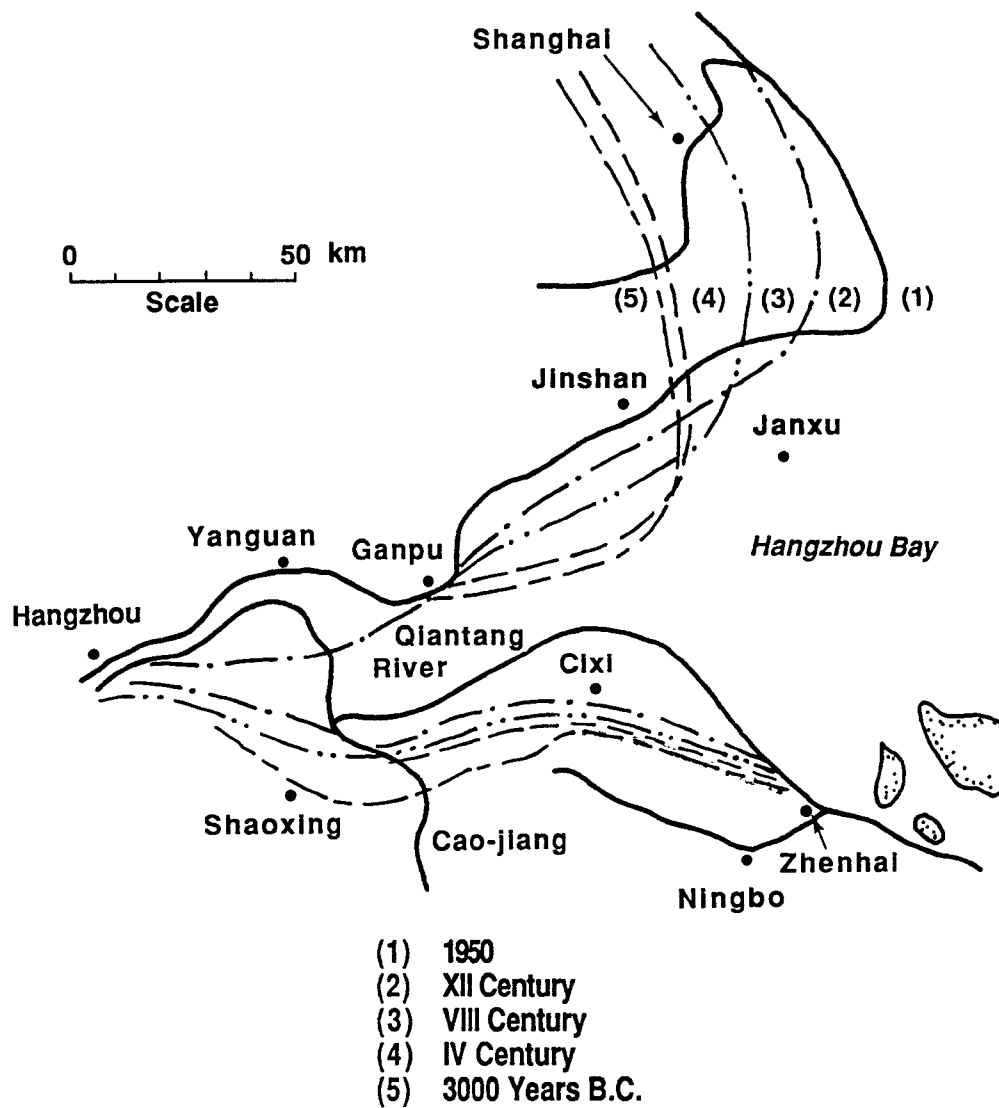 Shanghai
0 50 km
Scale
(5) (4) (3) (2) (1)
Jinshan
Janxu
Yanguan
Ganpu
Hangzhou Bay
Hangzhou
Qiantang
River
Cixi
Shaoxing
Cao-jiang
Zhenhai
Ningbo
(1) 1950
(2) XII Century
(3) VIII Century
(4) IV Century
(5) 3000 Years B.C.